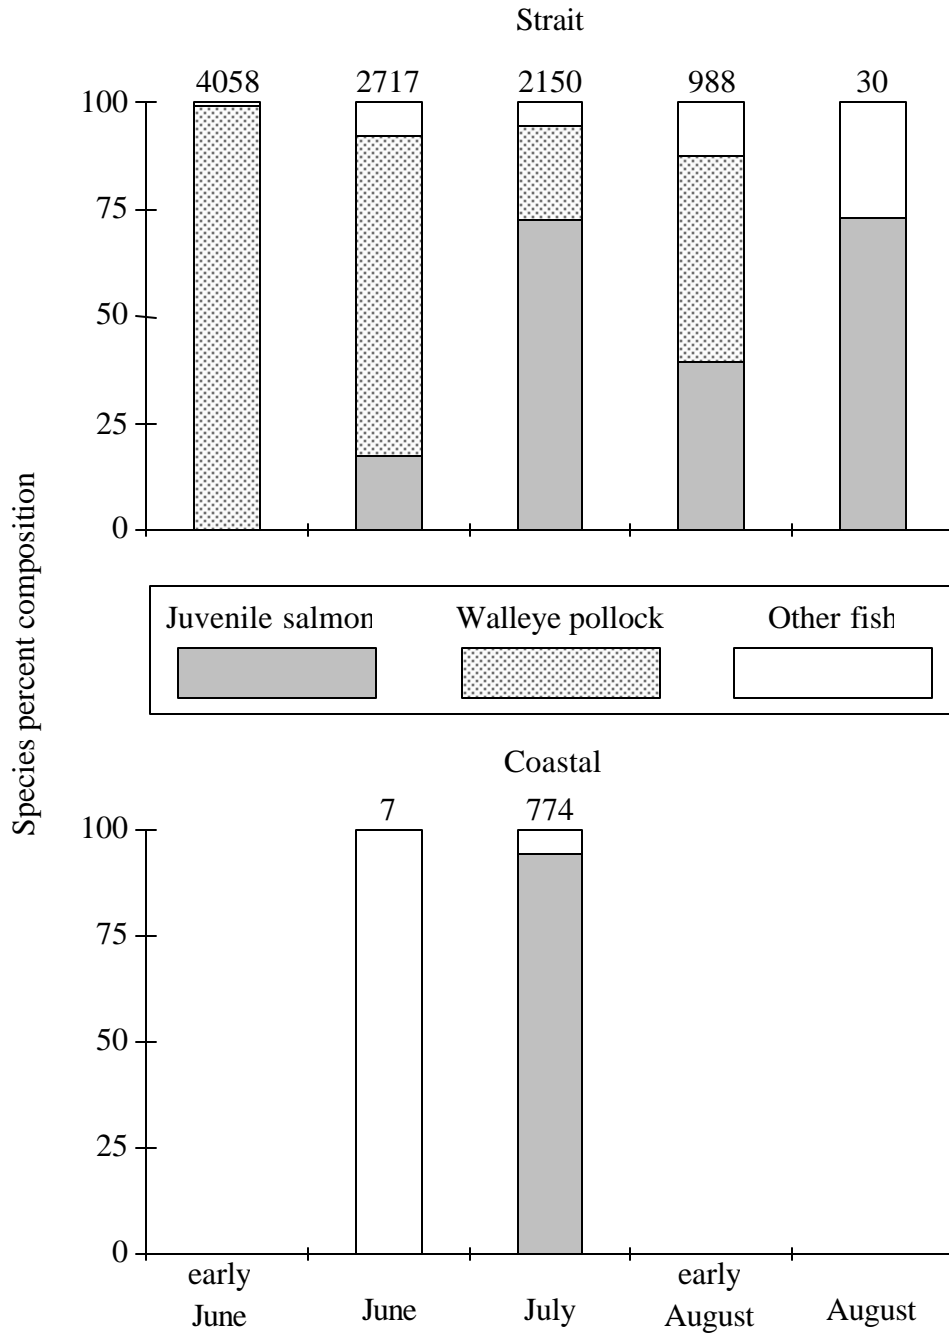 Strait
4058 2717 2150 988 30
100
75
50
25
0
Species percent composition
Juvenile salmon Walleye pollock Other fish
Coastal
7 774
100
75
50
25
0
early early
June June July August August